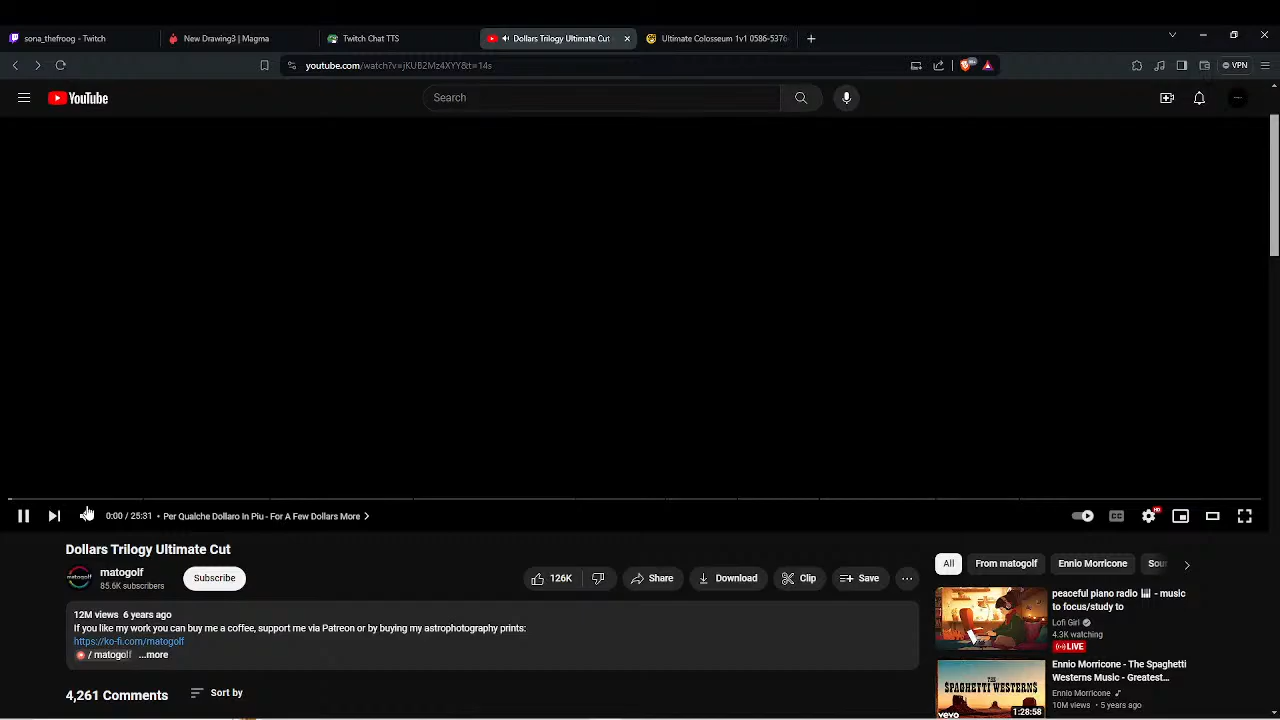 sona_thefroog - Twitch
New Drawing3 | Magma
Twitch Chat TTS
Dollars Trilogy Ultimate Cut
Ultimate Colosseum 1v1 0586-5376-
youtube.com/watch?v=jKUB2Mz4XYY&t=14s
VPN
YouTube
Search
0:00 / 25:31 • Per Qualche Dollaro In Piu - For A Few Dollars More
CC
HD
Dollars Trilogy Ultimate Cut
matogolf
85.6K subscribers
Subscribe
126K
Share
Download
Clip
Save
12M views 6 years ago
If you like my work you can buy me a coffee, support me via Patreon or by buying my astrophotography prints:
https://ko-fi.com/matogolf
/ matogolf ...more
4,261 Comments
Sort by
All
From matogolf
Ennio Morricone
Sour
peaceful piano radio - music
to focus/study to
Lofi Girl
4.3K watching
LIVE
THE
SPAGHETTI WESTERNS
vevo
1:28:58
Ennio Morricone - The Spaghetti
Westerns Music - Greatest...
Ennio Morricone
10M views • 5 years ago